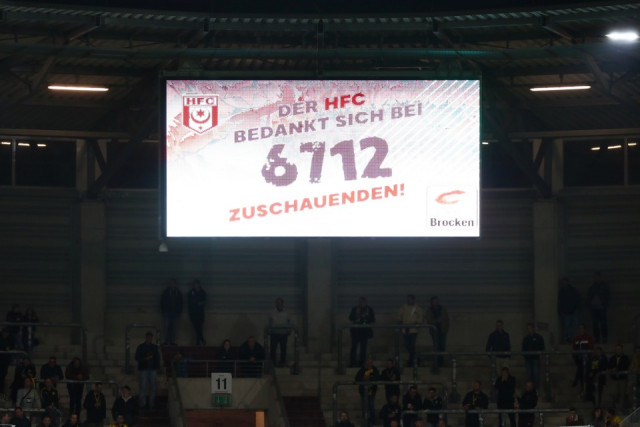 HFC
DER HFC
BEDANKT SICH BEI
6712
ZUSCHAUENDEN!
Brocken
11